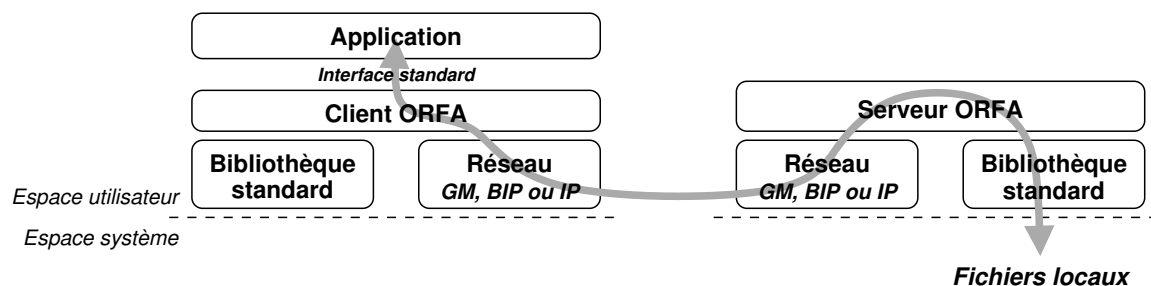 Application
Interface standard
Client ORFA
Serveur ORFA
Bibliothèque
standard
Réseau
GM, BIP ou IP
Réseau
GM, BIP ou IP
Bibliothèque
standard
Espace utilisateur
Espace système
Fichiers locaux